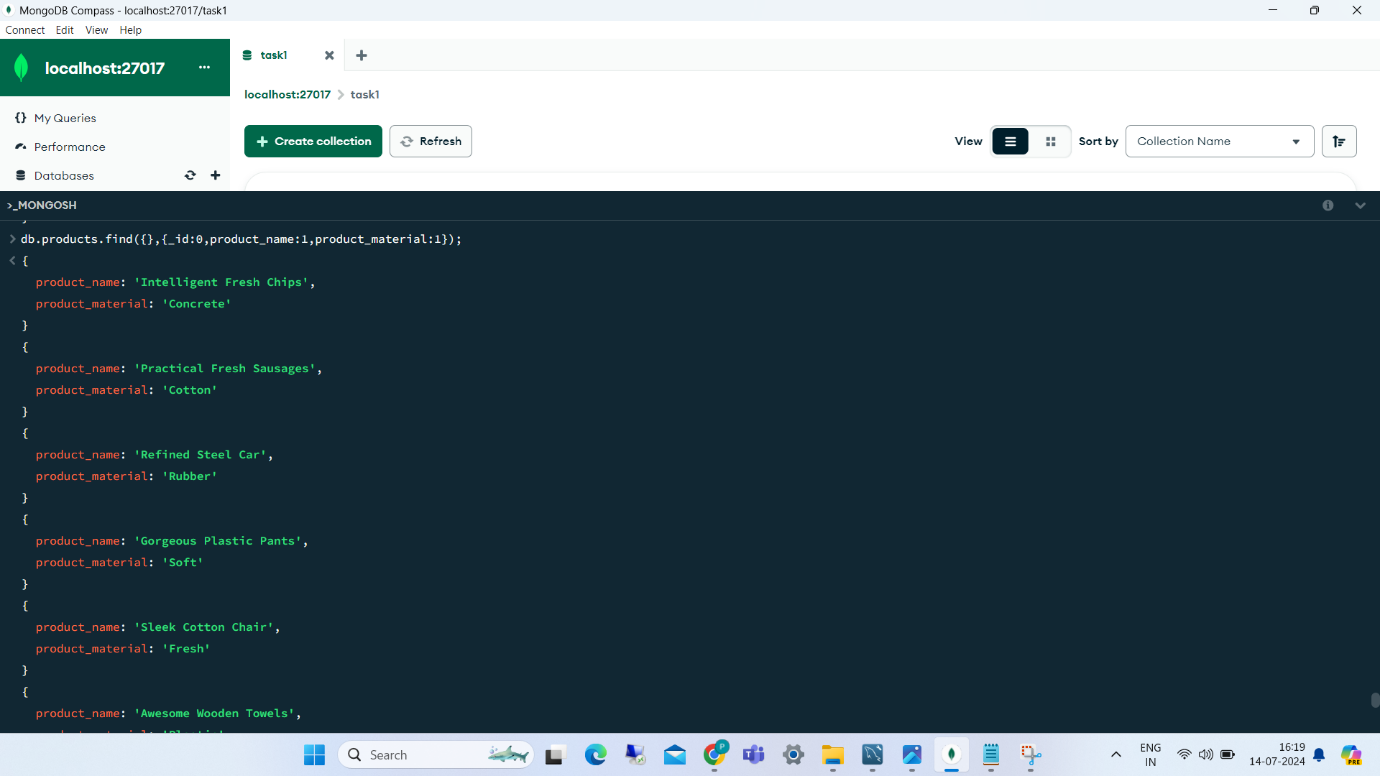 MongoDB Compass - localhost:27017/task1
Connect Edit View Help
localhost:27017 ...
task1
localhost:27017 > task1
{} My Queries
Performance
Databases
Create collection
Refresh
View
Sort by
Collection Name
>_MONGOSH
db.products.find({},{_id:0,product_name:1,product_material:1});
{
product_name: 'Intelligent Fresh Chips',
product_material: 'Concrete'
}
{
product_name: 'Practical Fresh Sausages',
product_material: 'Cotton'
}
{
product_name: 'Refined Steel Car',
product_material: 'Rubber'
}
{
product_name: 'Gorgeous Plastic Pants',
product_material: 'Soft'
}
{
product_name: 'Sleek Cotton Chair',
product_material: 'Fresh'
}
{
product_name: 'Awesome Wooden Towels',
Search
ENG
IN
16:19
14-07-2024
PRE